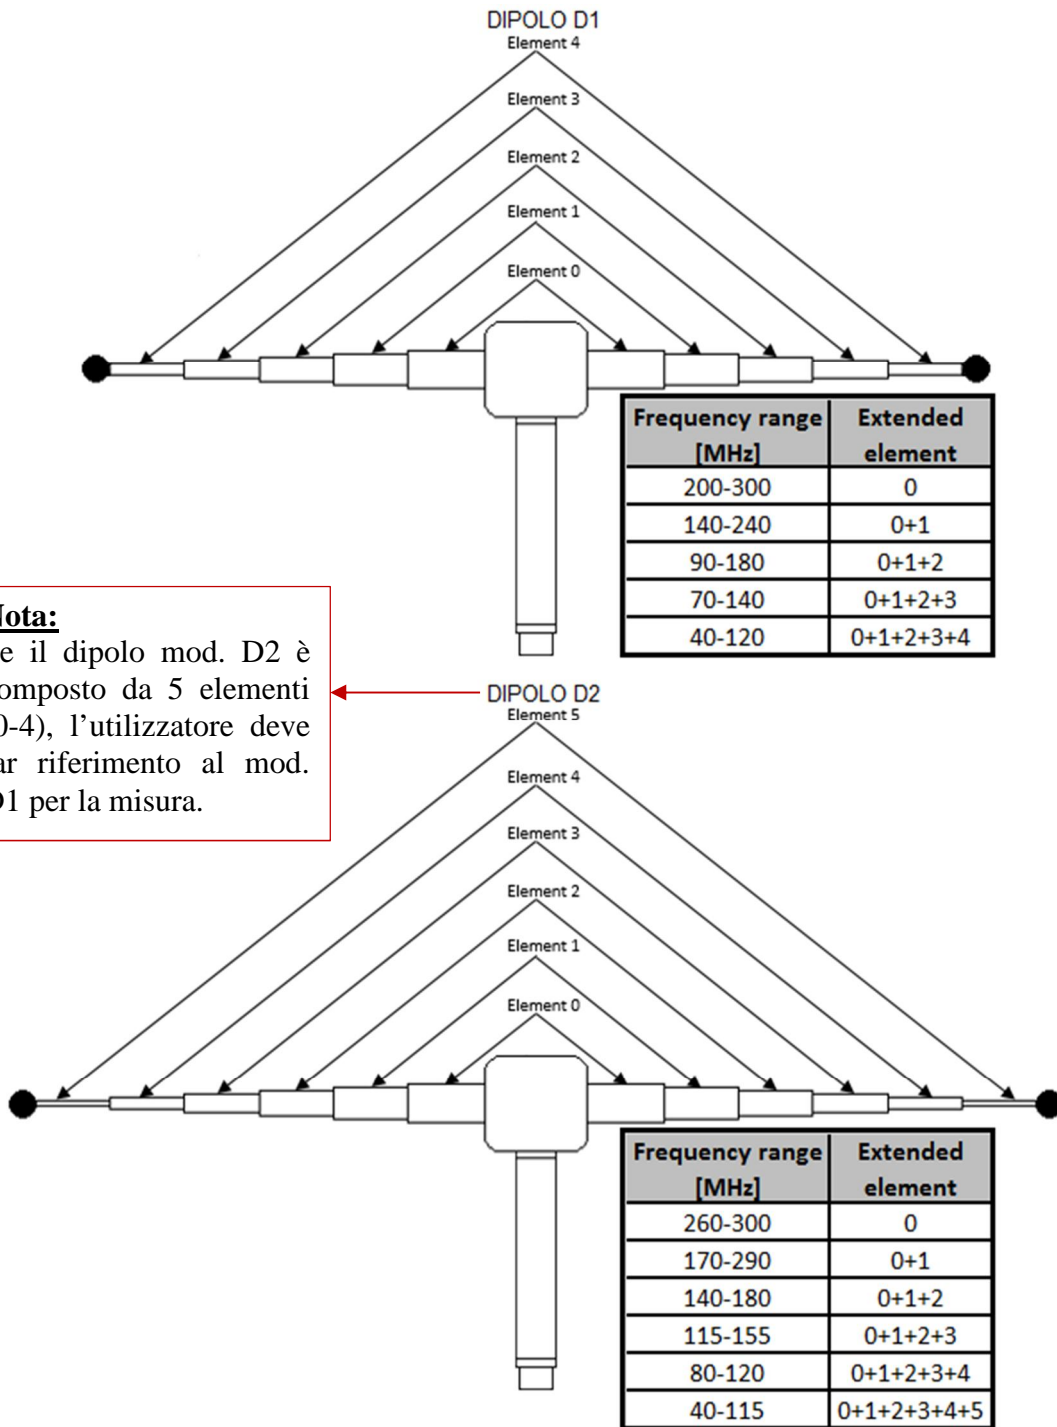 DIPOLO D1
Element 4
Element 3
Element 2
Element 1
Element 0
Frequency range [MHz] Extended element
200-300 0
140-240 0+1
90-180 0+1+2
70-140 0+1+2+3
40-120 0+1+2+3+4
Nota:
e il dipolo mod. D2 è
omposto da 5 elementi
0-4), l’utilizzatore deve
ar riferimento al mod.
D1 per la misura.
DIPOLO D2
Element 5
Element 4
Element 3
Element 2
Element 1
Element 0
Frequency range [MHz] Extended element
260-300 0
170-290 0+1
140-180 0+1+2
115-155 0+1+2+3
80-120 0+1+2+3+4
40-115 0+1+2+3+4+5